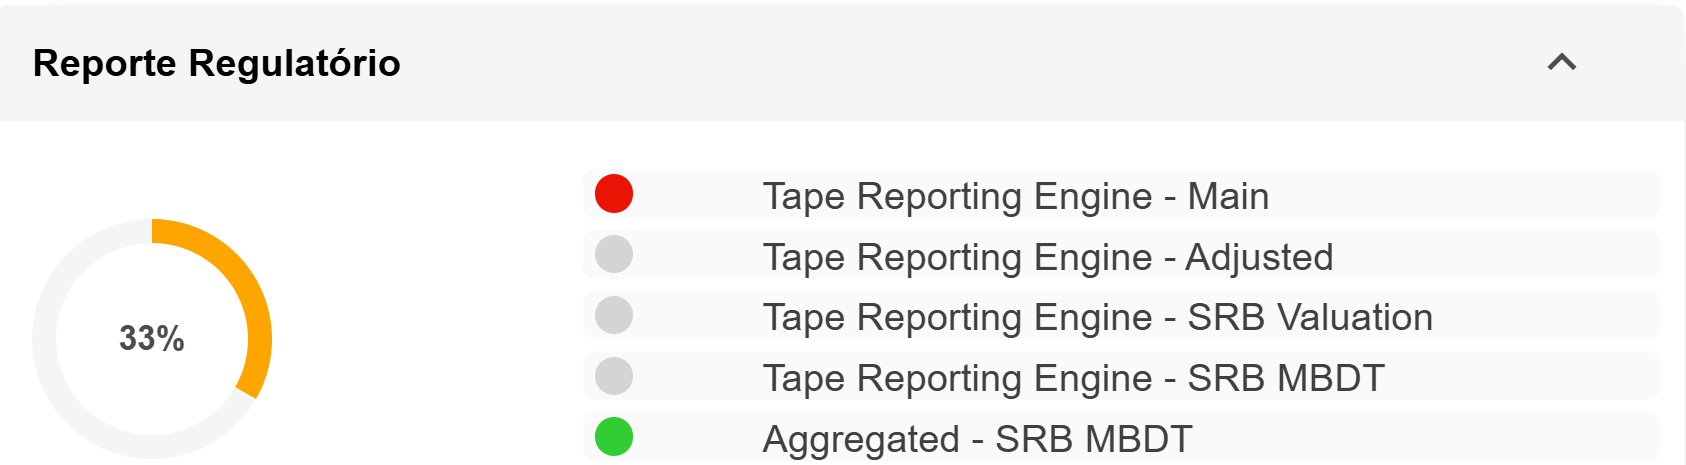 Reporte Regulatório
Tape Reporting Engine - Main
Tape Reporting Engine - Adjusted
Tape Reporting Engine - SRB Valuation
33%
Tape Reporting Engine - SRB MBDT
Aggregated - SRB MBDT